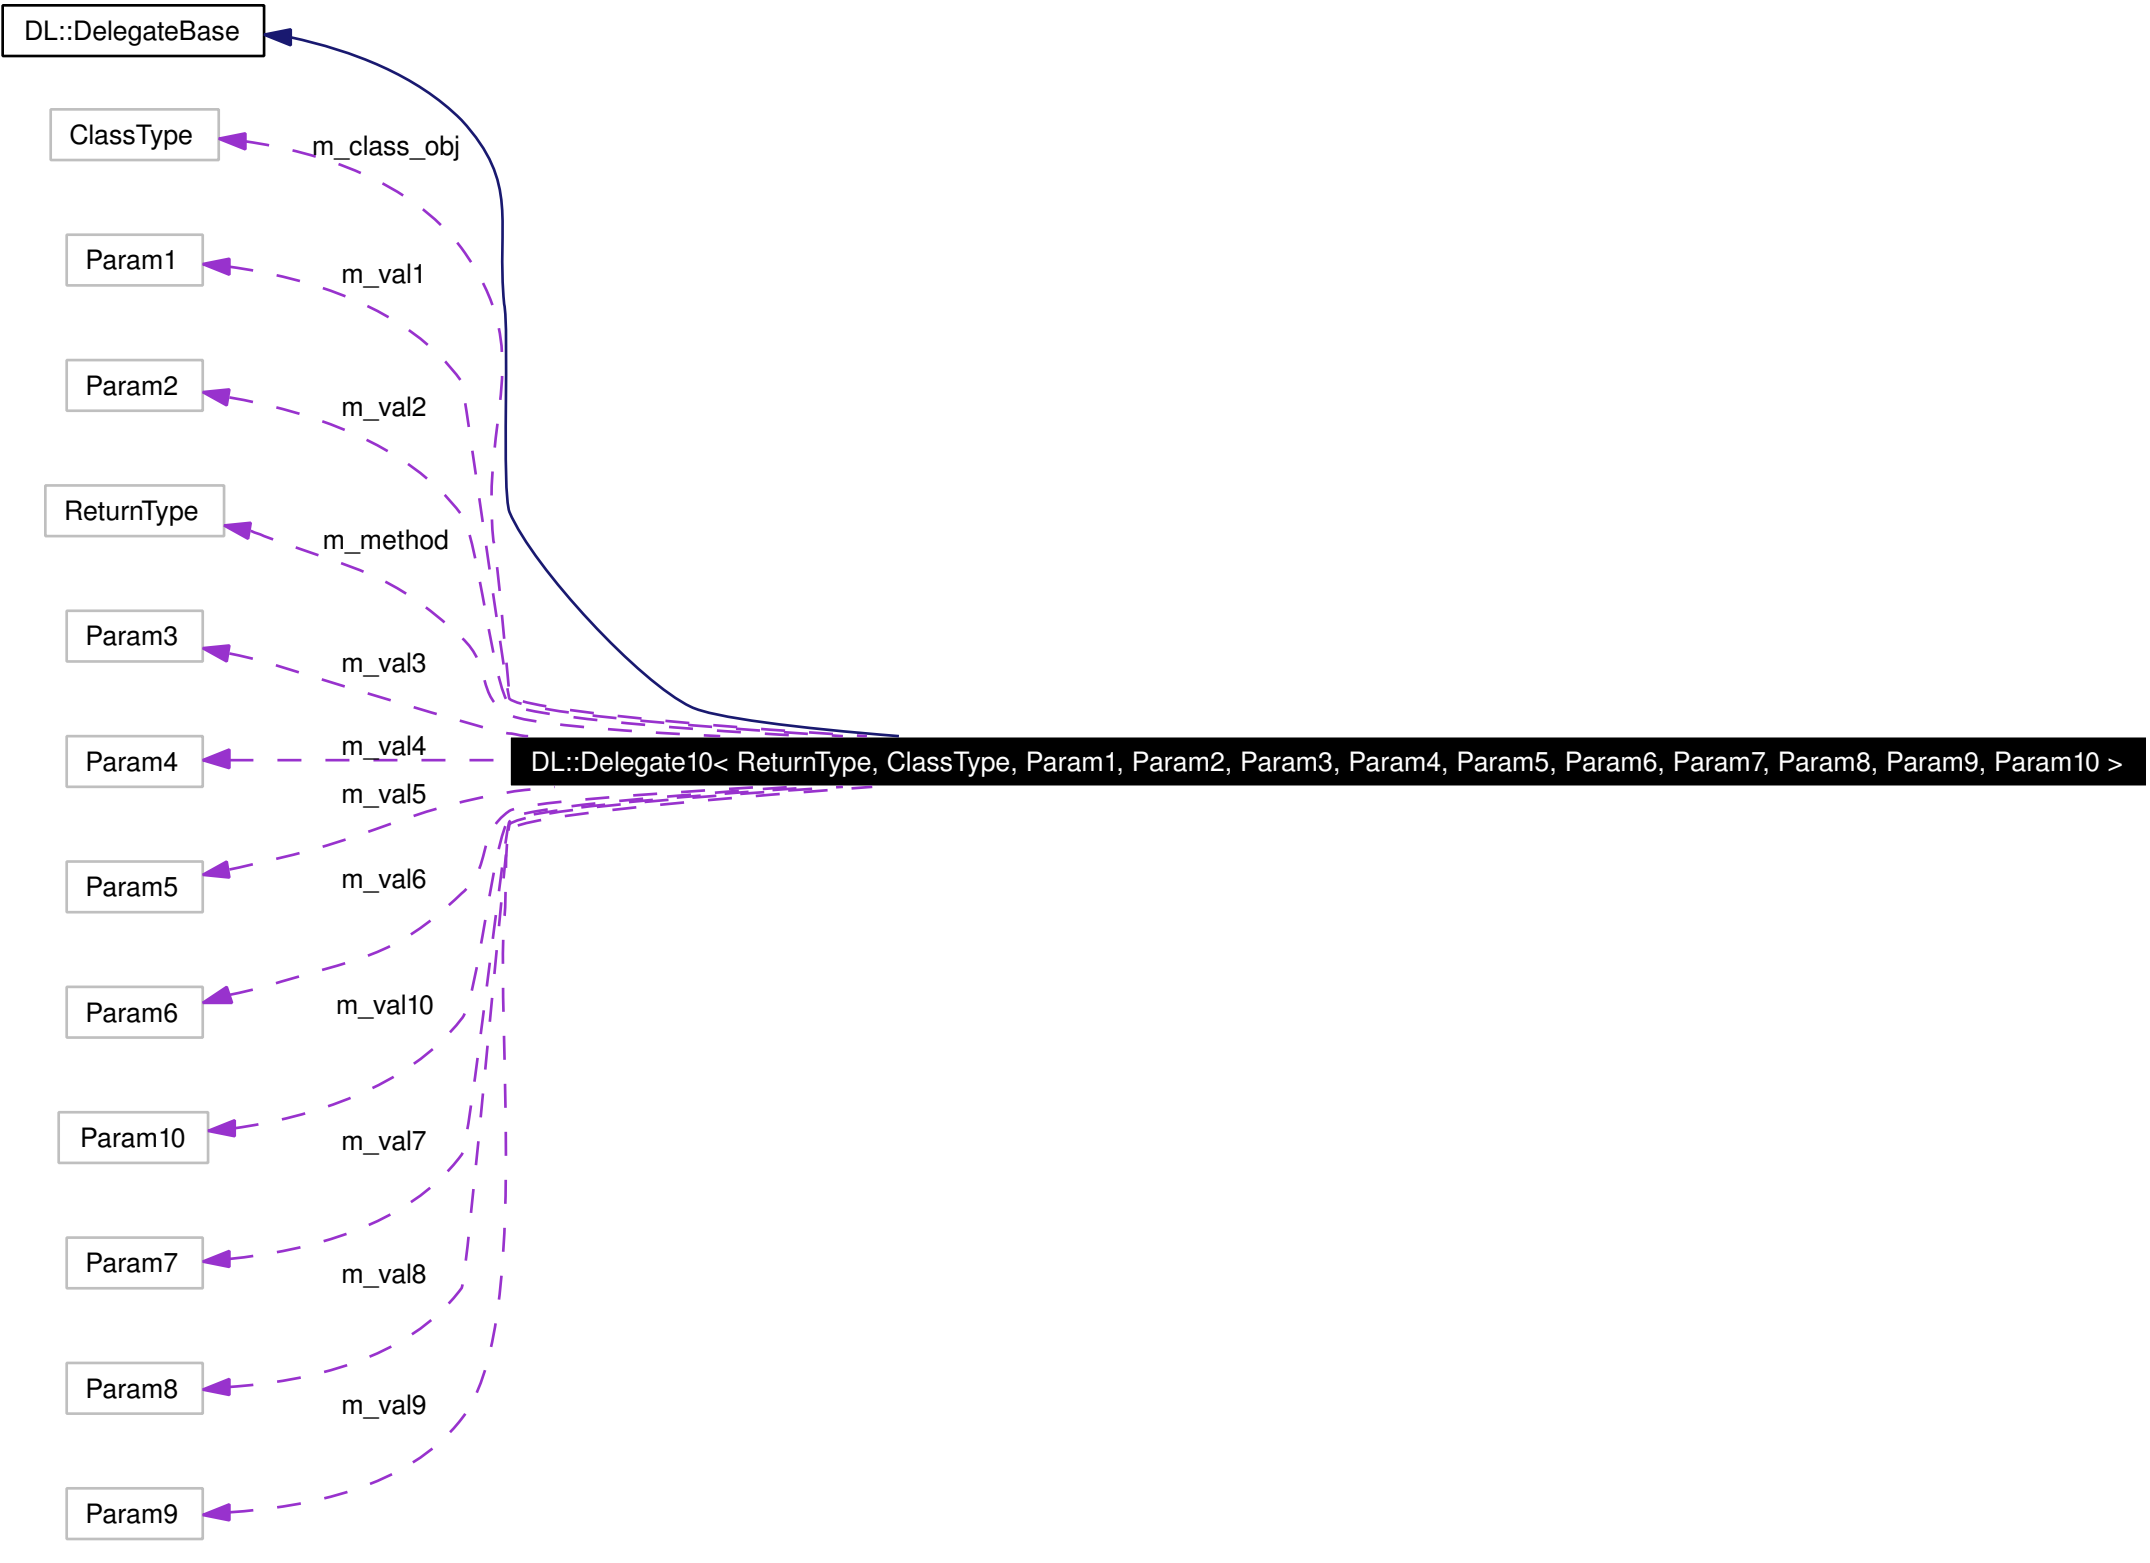 DL::DelegateBase
ClassType
m_class_obj
Param1
m_val1
Param2
m_val2
ReturnType
m_method
Param3
m_val3
Param4
m_val4
DL::Delegate10< ReturnType, ClassType, Param1, Param2, Param3, Param4, Param5, Param6, Param7, Param8, Param9, Param10 >
m_val5
Param5
m_val6
Param6
m_val10
Param10
m_val7
Param7
m_val8
Param8
m_val9
Param9